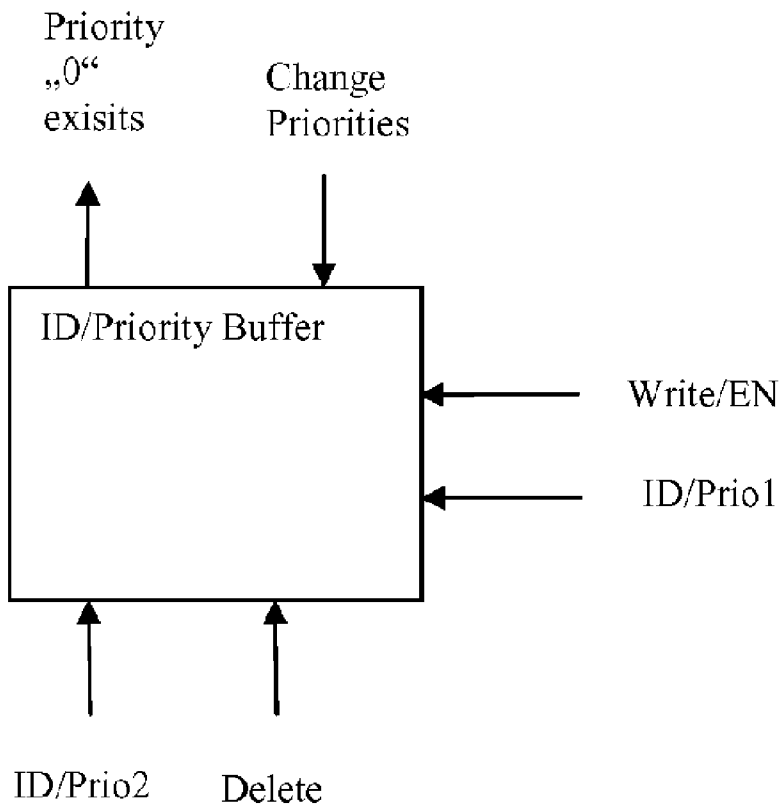 Priority
„0“
exisits
Change
Priorities
ID/Priority Buffer
Write/EN
ID/Prio1
ID/Prio2
Delete